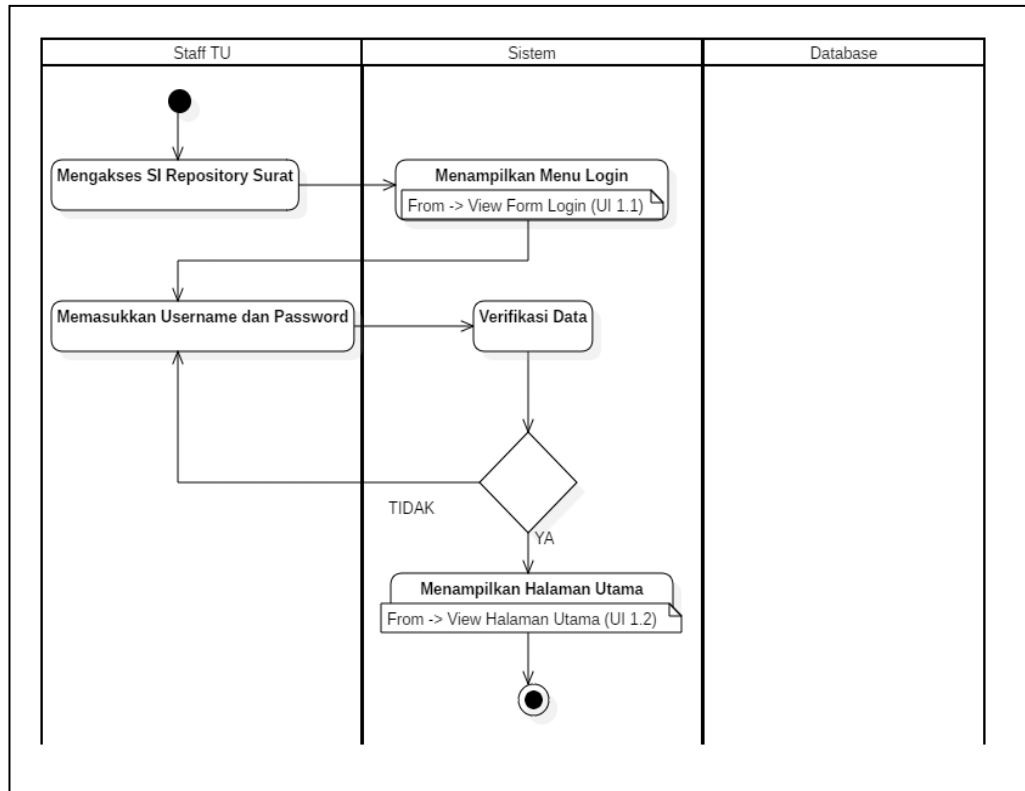 Staff TU
Sistem
Database
Mengakses SI Repository Surat
Menampilkan Menu Login
From -> View Form Login (UI 1.1)
Memasukkan Username dan Password
Verifikasi Data
TIDAK
YA
Menampilkan Halaman Utama
From -> View Halaman Utama (UI 1.2)